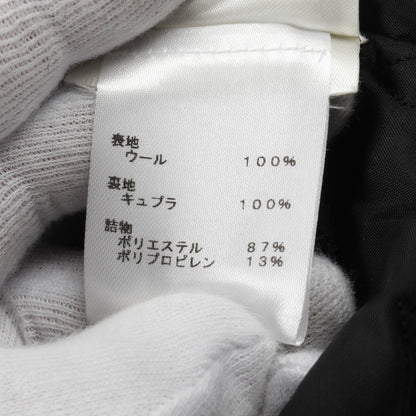 表地
ウール 100%
裏地
キュプラ 100%
詰物
ポリエステル 87%
ポリプロピレン 13%